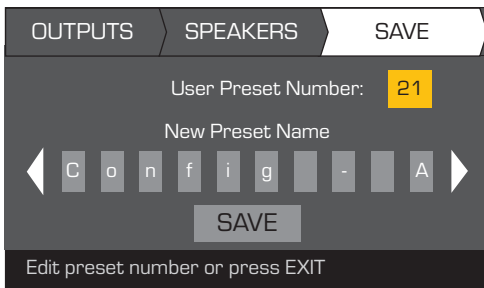 OUTPUTS SPEAKERS SAVE
User Preset Number: 21
New Preset Name
C o n f i g - A
SAVE
Edit preset number or press EXIT